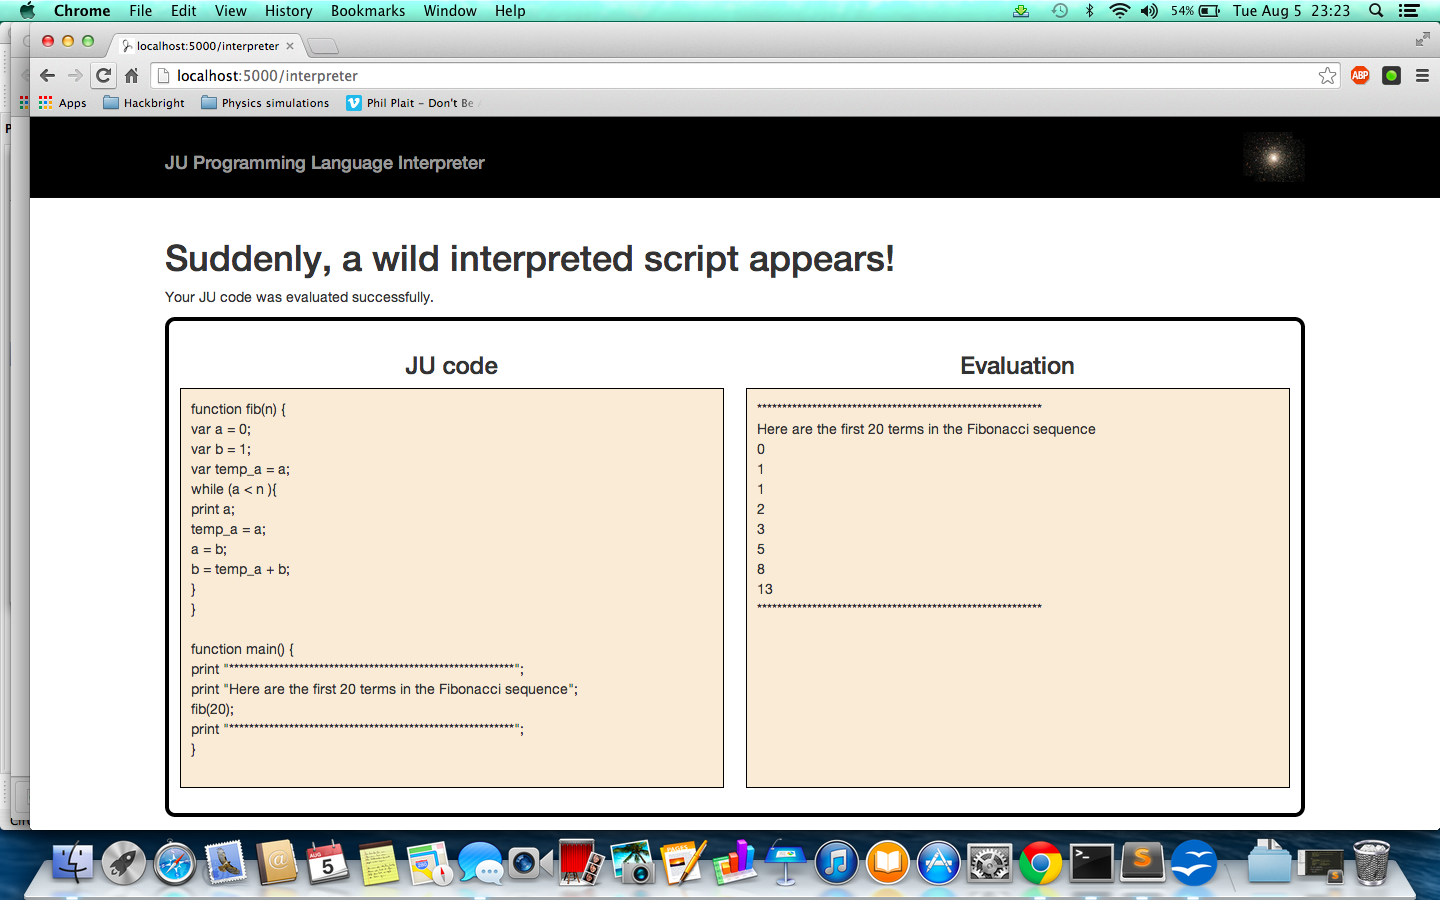 Chrome File Edit View History Bookmarks Window Help 54% Tue Aug 5 23:23
localhost:5000/interpreter
localhost:5000/interpreter
ABP
Apps Hackbright Physics simulations Phil Plait – Don't Be
JU Programming Language Interpreter
Suddenly, a wild interpreted script appears!
Your JU code was evaluated successfully.
JU code
function fib(n) {
var a = 0;
var b = 1;
var temp_a = a;
while (a < n ){
print a;
temp_a = a;
a = b;
b = temp_a + b;
}
}
function main() {
print "*********************************************************";
print "Here are the first 20 terms in the Fibonacci sequence";
fib(20);
print "*********************************************************";
}
Evaluation
*********************************************************
Here are the first 20 terms in the Fibonacci sequence
0
1
1
2
3
5
8
13
*********************************************************
AUG
5
PAGES